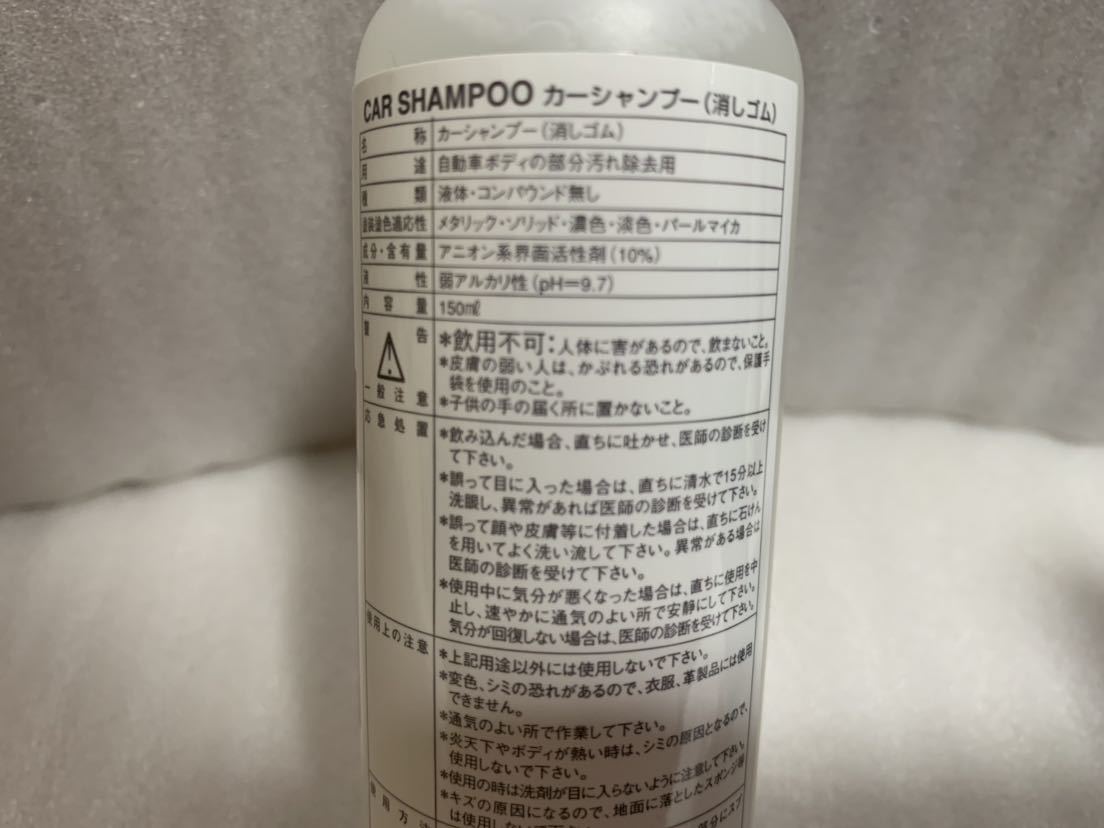 CAR SHAMPOO カーシャンプー(消しゴム)
名称 カーシャンプー(消しゴム)
用途 自動車ボディの部分汚れ除去用
種類 液体・コンパウンド無し
塗装塗色適応性 メタリック・ソリッド・濃色・淡色・パールマイカ
成分・含有量 アニオン系界面活性剤(10%)
液性 弱アルカリ性(pH=9.7)
内容量 150㎖
警告
一般注意
*飲用不可:人体に害があるので、飲まないこと。
*皮膚の弱い人は、かぶれる恐れがあるので、保護手
袋を使用のこと。
*子供の手の届く所に置かないこと。
応急処置
*飲み込んだ場合、直ちに吐かせ、医師の診断を受け
て下さい。
*誤って目に入った場合は、直ちに清水で15分以上
洗眼し、異常があれば医師の診断を受けて下さい。
*誤って顔や皮膚等に付着した場合は、直ちに石けん
を用いてよく洗い流して下さい。異常がある場合は
医師の診断を受けて下さい。
*使用中に気分が悪くなった場合は、直ちに使用を中
止し、速やかに通気のよい所で安静にして下さい。
気分が回復しない場合は、医師の診断を受けて下さい。
使用上の注意
*上記用途以外には使用しないで下さい。
*変色、シミの恐れがあるので、衣服、革製品には使用
できません。
*通気のよい所で作業して下さい。
*炎天下やボディが熱い時は、シミの原因となるので、
使用しないで下さい。
*使用の時は洗剤が目に入らないように注意して下さい。
*キズの原因になるので、地面に落としたスポンジ等
は使用しないで
使用方法
部分にスプ